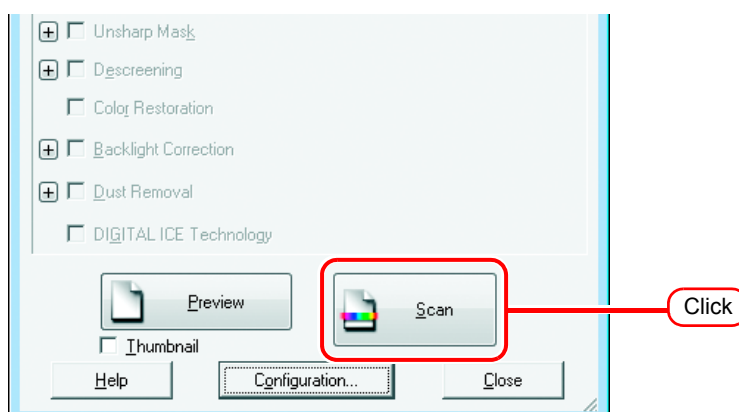 Unsharp Mask
Descreening
Color Restoration
Backlight Correction
Dust Removal
DIGITAL ICE Technology
Preview
Scan
Click
Thumbnail
Help
Configuration...
Close